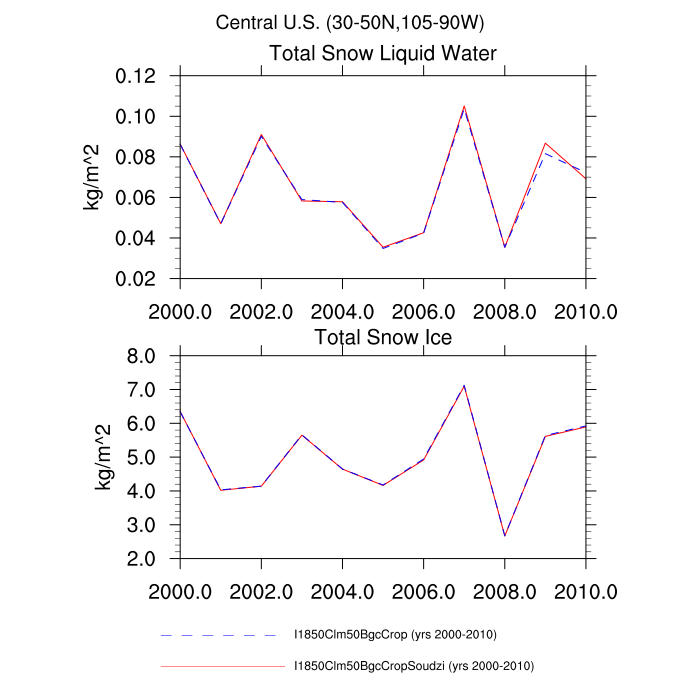 Central U.S. (30-50N,105-90W)
Total Snow Liquid Water
0.12
0.10
0.08
0.06
0.04
0.02
kg/m^2
2000.0 2002.0 2004.0 2006.0 2008.0 2010.0
Total Snow Ice
8.0
7.0
6.0
5.0
4.0
3.0
2.0
kg/m^2
2000.0 2002.0 2004.0 2006.0 2008.0 2010.0
I1850Clm50BgcCrop (yrs 2000-2010)
I1850Clm50BgcCropSoudzi (yrs 2000-2010)